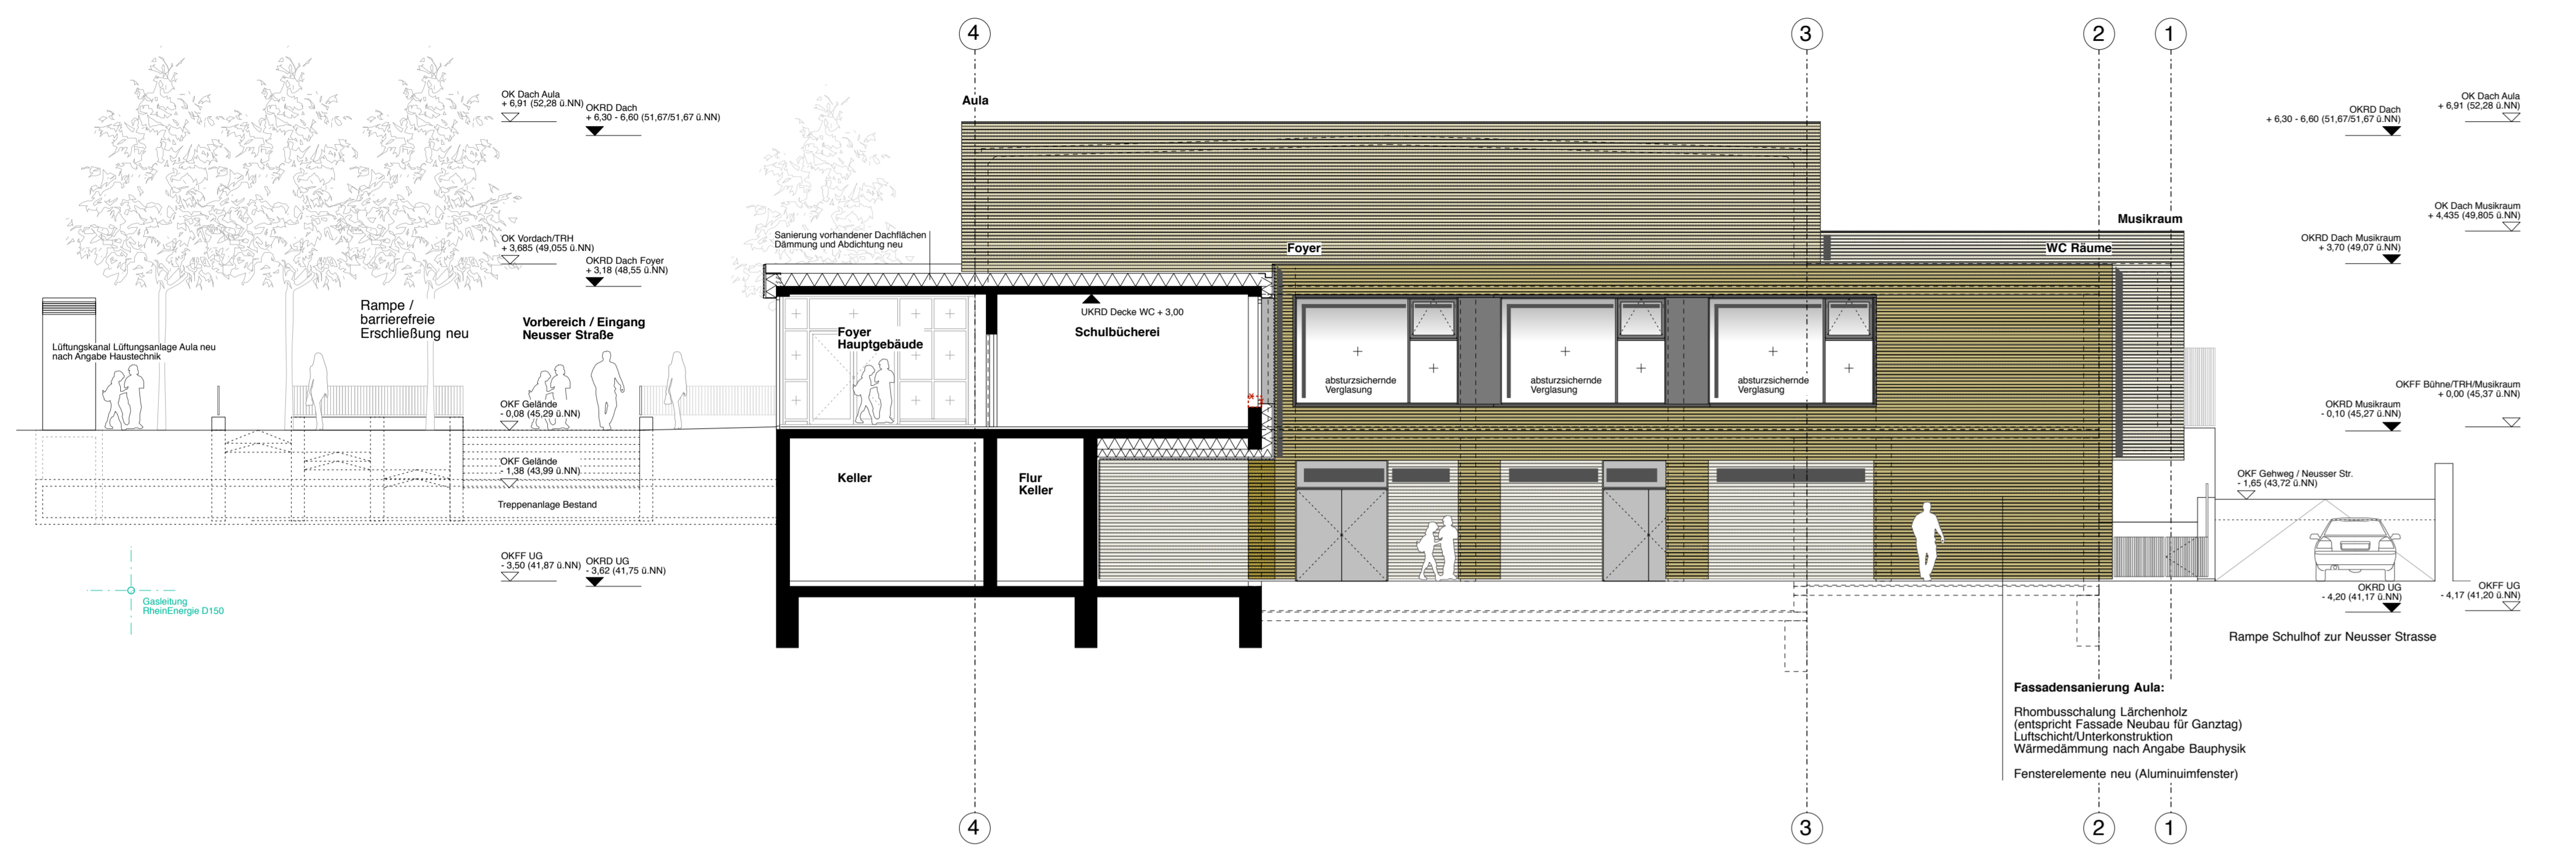 4
3
2
1
OK Dach Aula
+ 6,91 (52,28 ü.NN)
OKRD Dach
+ 6,30 - 6,60 (51,67/51,67 ü.NN)
Aula
OKRD Dach
+ 6,30 - 6,60 (51,67/51,67 ü.NN)
OK Dach Aula
+ 6,91 (52,28 ü.NN)
OK Vordach/TRH
+ 3,685 (49,055 ü.NN)
OKRD Dach Foyer
+ 3,18 (48,55 ü.NN)
Sanierung vorhandener Dachflächen
Dämmung und Abdichtung neu
Foyer
WC Räume
Musikraum
OK Dach Musikraum
+ 4,435 (49,805 ü.NN)
OKRD Dach Musikraum
+ 3,70 (49,07 ü.NN)
Rampe /
barrierefreie
Erschließung neu
Vorbereich / Eingang
Neusser Straße
Lüftungskanal Lüftungsanlage Aula neu
nach Angabe Haustechnik
UKRD Decke WC + 3,00
Foyer
Hauptgebäude
Schulbücherei
absturzsichernde
Verglasung
absturzsichernde
Verglasung
absturzsichernde
Verglasung
OKFF Bühne/TRH/Musikraum
+ 0,00 (45,37 ü.NN)
OKRD Musikraum
- 0,10 (45,27 ü.NN)
OKF Gelände
- 0,08 (45,29 ü.NN)
OKF Gelände
- 1,38 (43,99 ü.NN)
Treppenanlage Bestand
Keller
Flur
Keller
OKF Gehweg / Neusser Str.
- 1,65 (43,72 ü.NN)
OKFF UG
- 3,50 (41,87 ü.NN)
OKRD UG
- 3,62 (41,75 ü.NN)
Gasleitung
RheinEnergie D150
OKRD UG
- 4,20 (41,17 ü.NN)
OKFF UG
- 4,17 (41,20 ü.NN)
Rampe Schulhof zur Neusser Strasse
Fassadensanierung Aula:
Rhombusschalung Lärchenholz
(entspricht Fassade Neubau für Ganztag)
Luftschicht/Unterkonstruktion
Wärmedämmung nach Angabe Bauphysik
Fensterelemente neu (Aluminuimfenster)
4
3
2
1